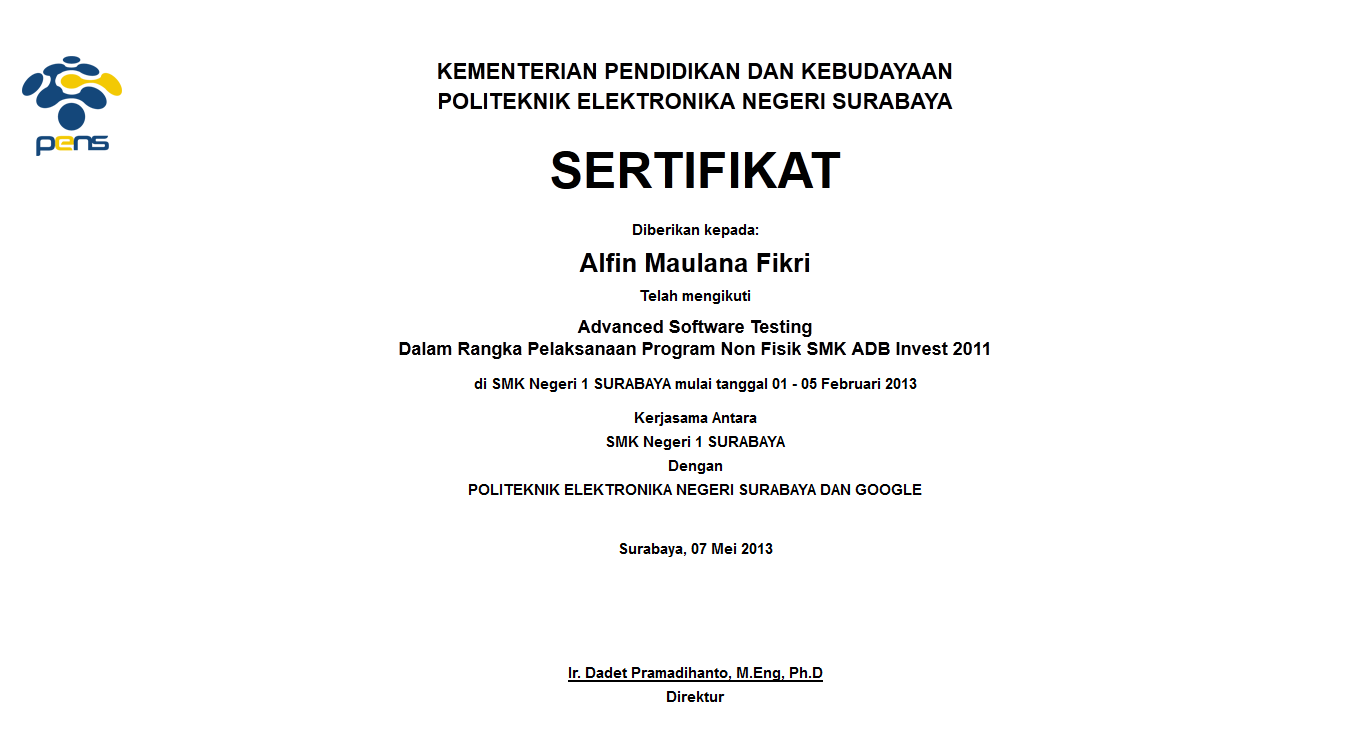 pens
KEMENTERIAN PENDIDIKAN DAN KEBUDAYAAN
POLITEKNIK ELEKTRONIKA NEGERI SURABAYA
SERTIFIKAT
Diberikan kepada:
Alfin Maulana Fikri
Telah mengikuti
Advanced Software Testing
Dalam Rangka Pelaksanaan Program Non Fisik SMK ADB Invest 2011
di SMK Negeri 1 SURABAYA mulai tanggal 01 - 05 Februari 2013
Kerjasama Antara
SMK Negeri 1 SURABAYA
Dengan
POLITEKNIK ELEKTRONIKA NEGERI SURABAYA DAN GOOGLE
Surabaya, 07 Mei 2013
Ir. Dadet Pramadihanto, M.Eng, Ph.D
Direktur